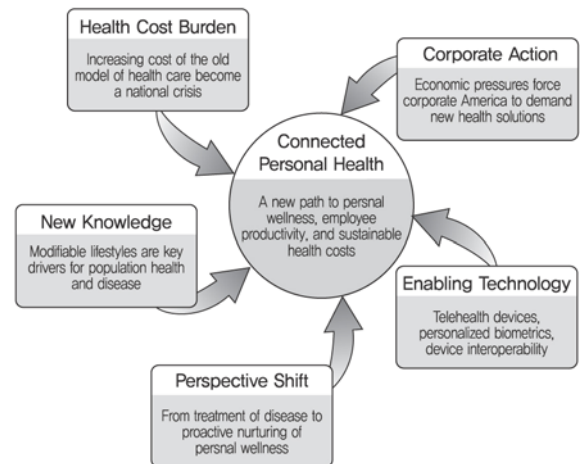 Health Cost Burden
Increasing cost of the old
model of health care become
a national crisis
Corporate Action
Economic pressures force
corporate America to demand
new health solutions
Connected
Personal Health
A new path to persnal
wellness, employee
productivity, and sustainable
health costs
New Knowledge
Modifiable lifestyles are key
drivers for population health
and disease
Enabling Technology
Telehealth devices,
personalized biometrics,
device interoperability
Perspective Shift
From treatment of disease to
proactive nurturing of
persnal wellness